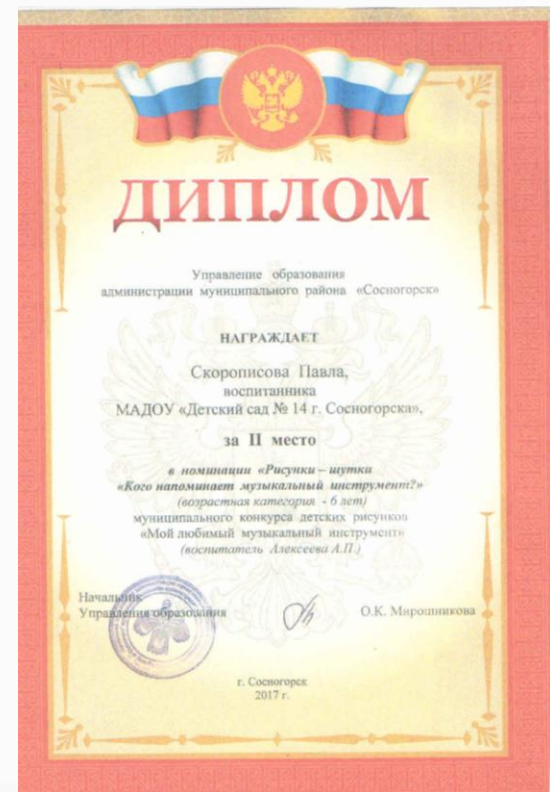 ДИПЛОМ
Управление образования
администрации муниципального района «Сосногорск»
НАГРАЖДАЕТ
Скорописова Павла,
воспитанника
МАДОУ «Детский сад № 14 г. Сосногорска»,
за II место
в номинации «Рисунки – шутки
«Кого напоминает музыкальный инструмент?»
(возрастная категория - 6 лет)
муниципального конкурса детских рисунков
«Мой любимый музыкальный инструмент»
(воспитатель Алексеева А.П.)
Начальник
Управления образования О.К. Мирошникова
г. Сосногорск
2017 г.